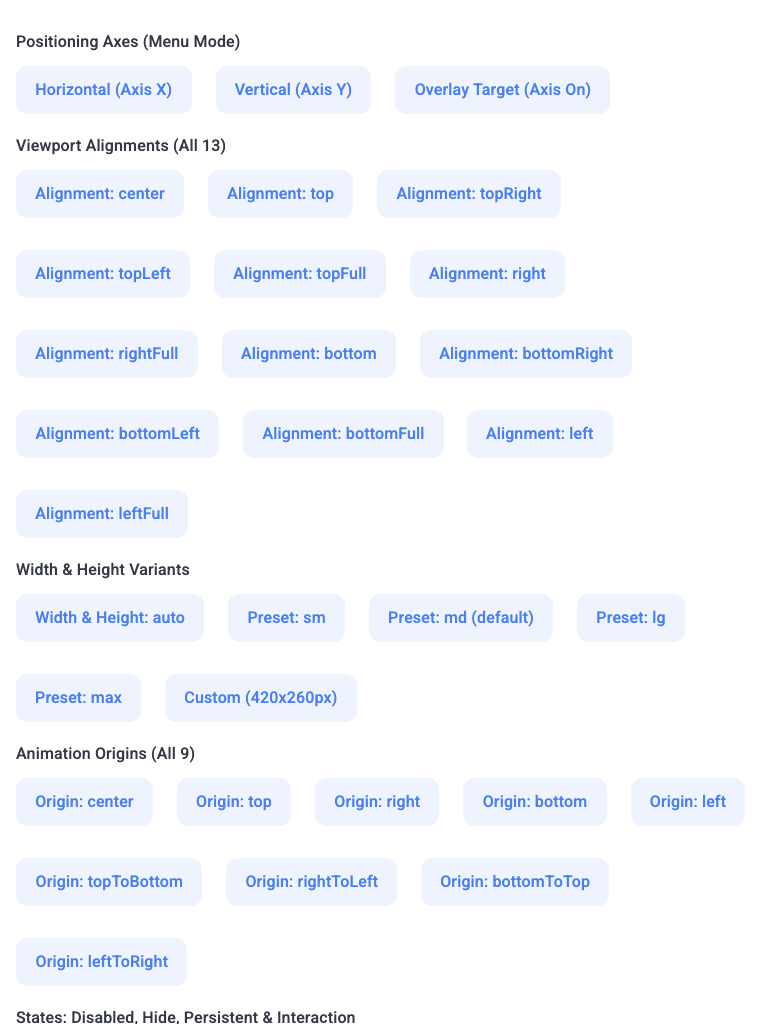 Positioning Axes (Menu Mode)
Horizontal (Axis X) Vertical (Axis Y) Overlay Target (Axis On)
Viewport Alignments (All 13)
Alignment: center Alignment: top Alignment: topRight
Alignment: topLeft Alignment: topFull Alignment: right
Alignment: rightFull Alignment: bottom Alignment: bottomRight
Alignment: bottomLeft Alignment: bottomFull Alignment: left
Alignment: leftFull
Width & Height Variants
Width & Height: auto Preset: sm Preset: md (default) Preset: lg
Preset: max Custom (420x260px)
Animation Origins (All 9)
Origin: center Origin: top Origin: right Origin: bottom Origin: left
Origin: topToBottom Origin: rightToLeft Origin: bottomToTop
Origin: leftToRight
States: Disabled, Hide, Persistent & Interaction